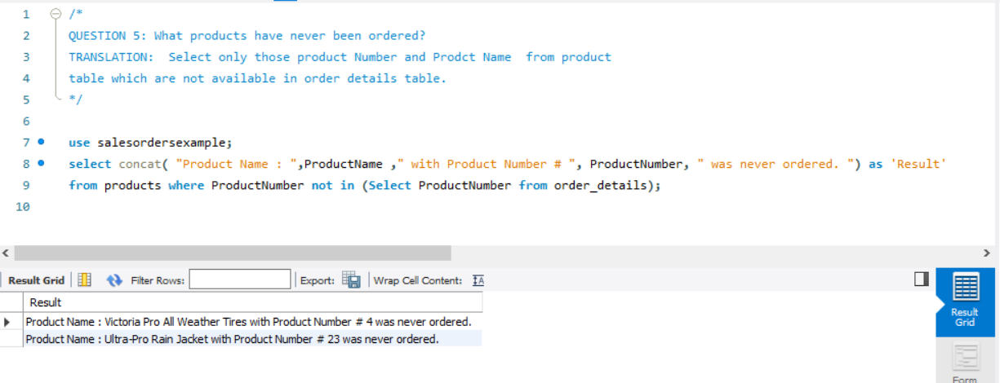 1 /*
2 QUESTION 5: What products have never been ordered?
3 TRANSLATION:  Select only those product Number and Prodct Name  from product
4 table which are not available in order details table.
5 */
6
7 use salesordersexample;
8 select concat( "Product Name : ",ProductName ," with Product Number # ", ProductNumber, " was never ordered. ") as 'Result'
9 from products where ProductNumber not in (Select ProductNumber from order_details);
10
Result Grid Filter Rows: Export: Wrap Cell Content: IA
Result
Product Name : Victoria Pro All Weather Tires with Product Number # 4 was never ordered.
Product Name : Ultra-Pro Rain Jacket with Product Number # 23 was never ordered.
Result
Grid
Form